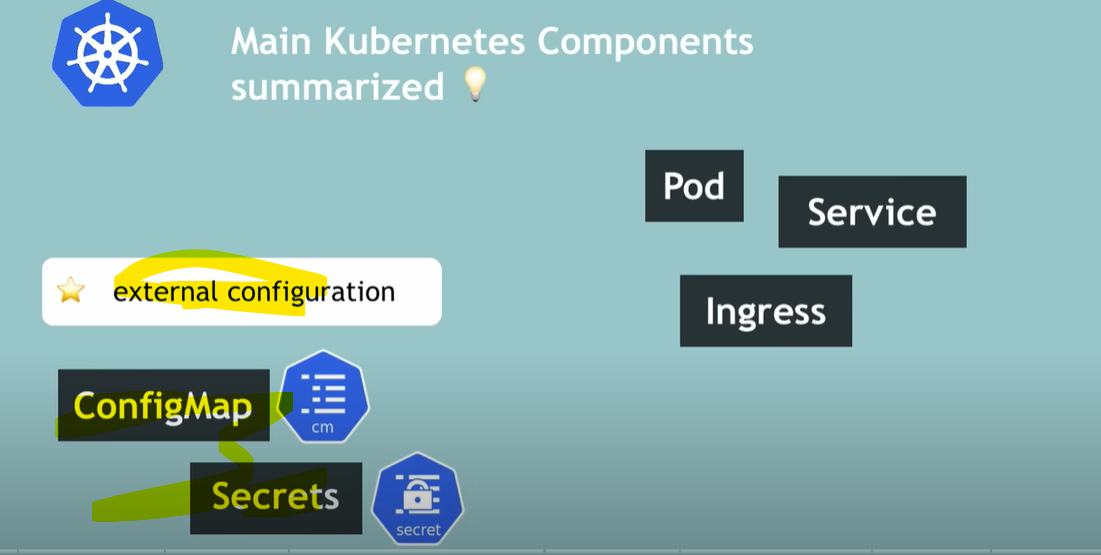 Main Kubernetes Components
summarized
Pod
Service
external configuration
Ingress
ConfigMap
cm
Secrets
secret